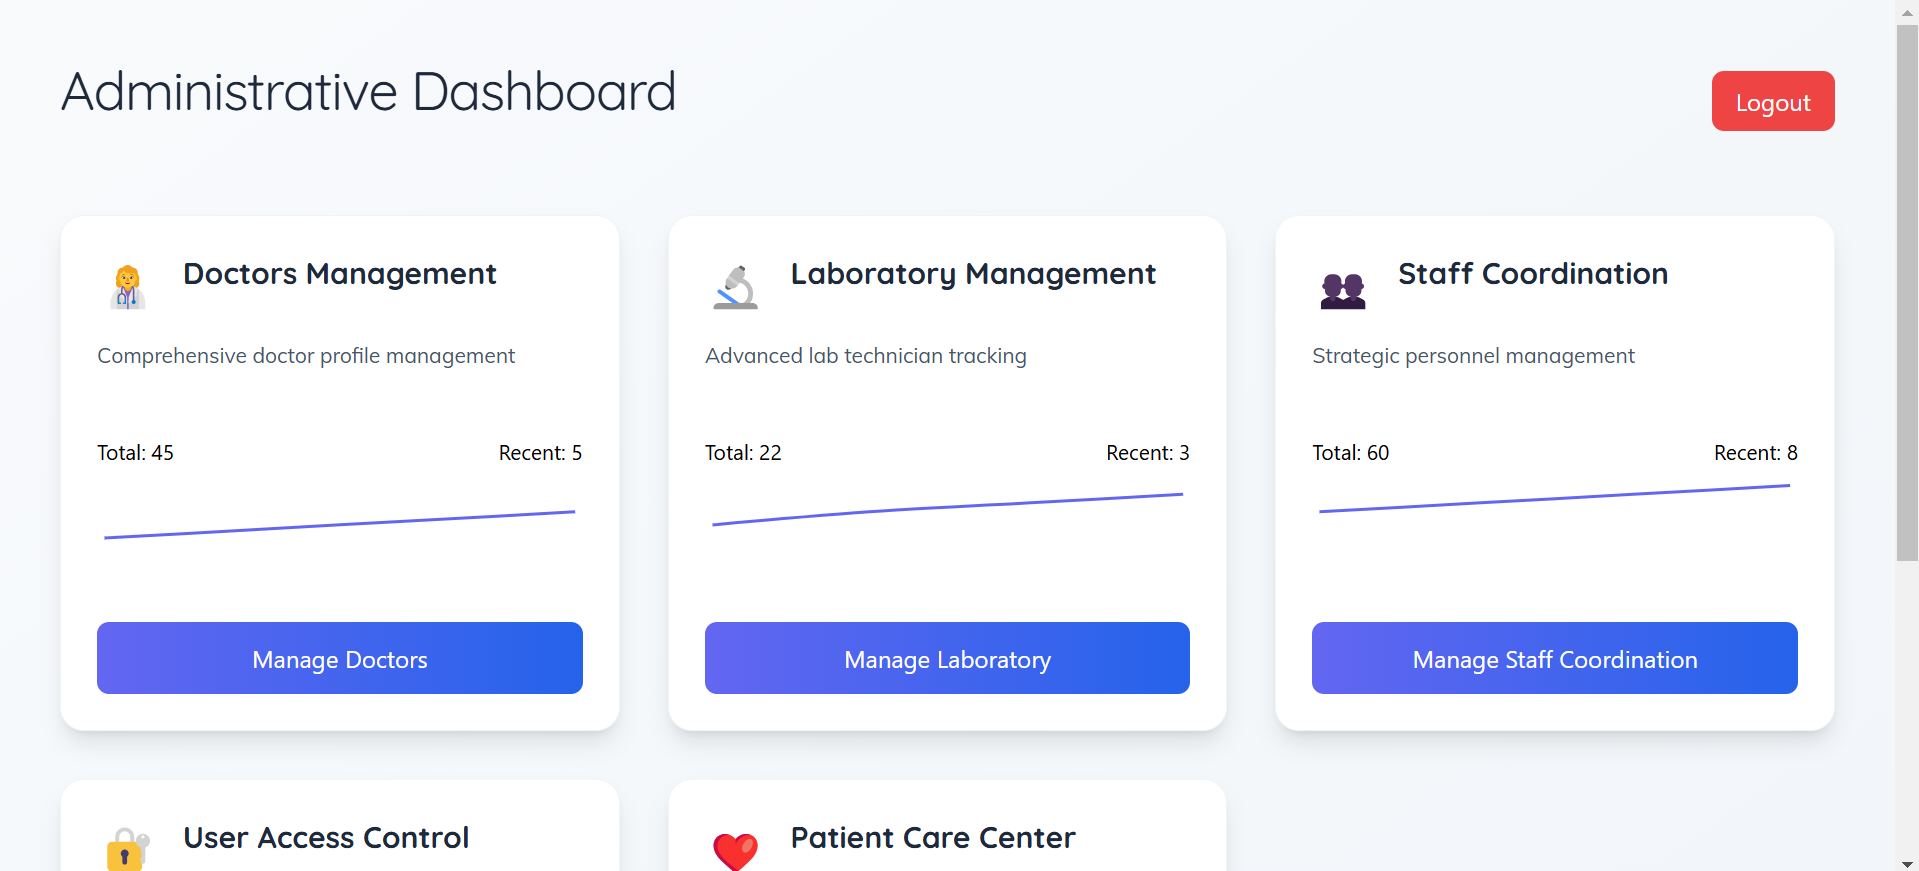 Administrative Dashboard
Logout
Doctors Management
Comprehensive doctor profile management
Total: 45
Recent: 5
Manage Doctors
Laboratory Management
Advanced lab technician tracking
Total: 22
Recent: 3
Manage Laboratory
Staff Coordination
Strategic personnel management
Total: 60
Recent: 8
Manage Staff Coordination
User Access Control
Patient Care Center